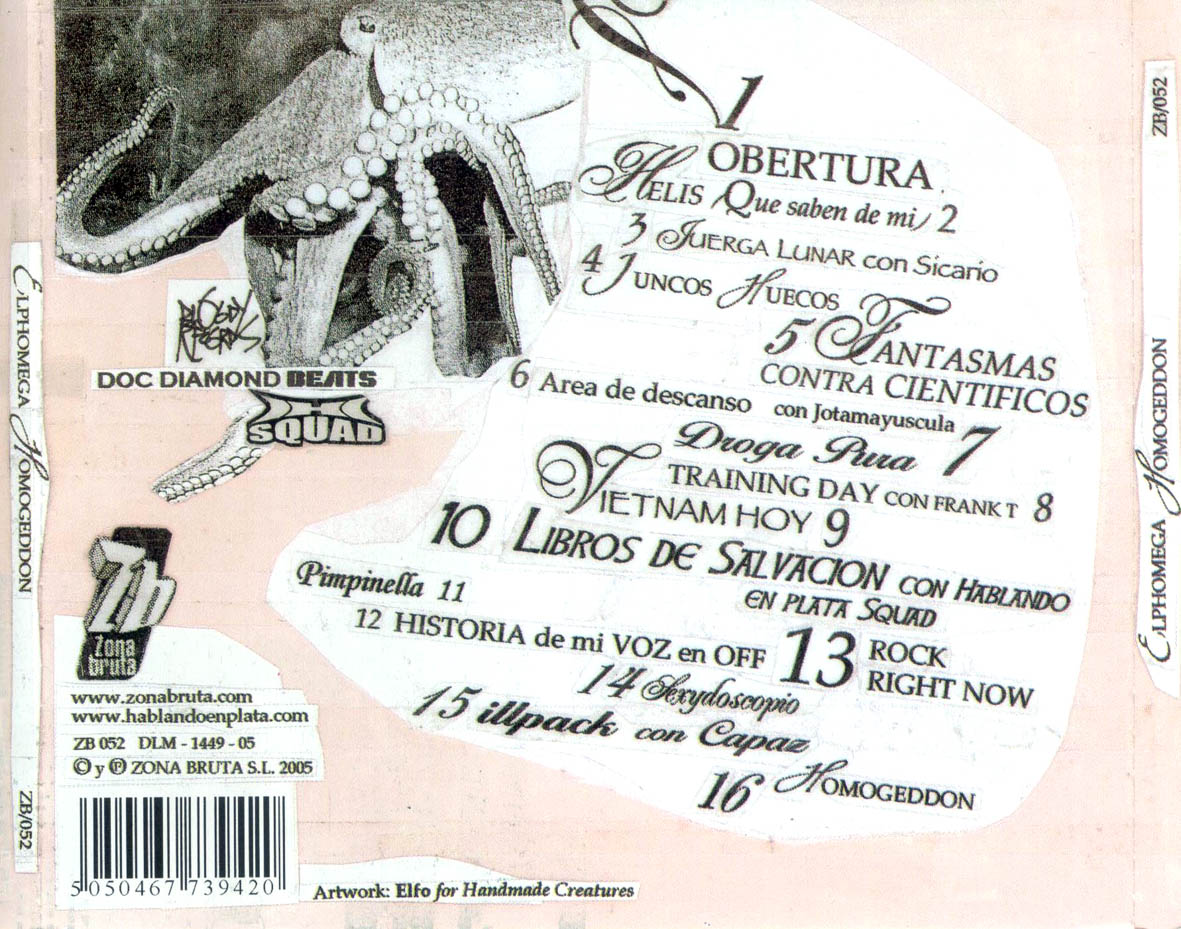 1
OBERTURA
HELIS (Que saben de mi) 2
3 JUERGA LUNAR con Sicario
4 JUNCOS HUECOS
5 FANTASMAS
CONTRA CIENTIFICOS
6 Area de descanso con Jotamayuscula
Droga Pura 7
TRAINING DAY CON FRANK T 8
VIETNAM HOY 9
10 LIBROS DE SALVACION CON HABLANDO
EN PLATA SQUAD
Pimpinella 11
12 HISTORIA de mi VOZ en OFF
13 ROCK
RIGHT NOW
14 Sexydoscopio
15 illpack con Capaz
16 HOMOGEDDON
DOC DIAMOND BEATS
H
SQUAD
Zb
Zona
bruta
www.zonabruta.com
www.hablandoenplata.com
ZB 052 DLM - 1449 - 05
© y ℗ ZONA BRUTA S.L. 2005
5 050467 739420
Artwork: Elfo for Handmade Creatures
ELPHOMEGA HOMOGEDDON
ZB/052
ELPHOMEGA HOMOGEDDON
ZB/052